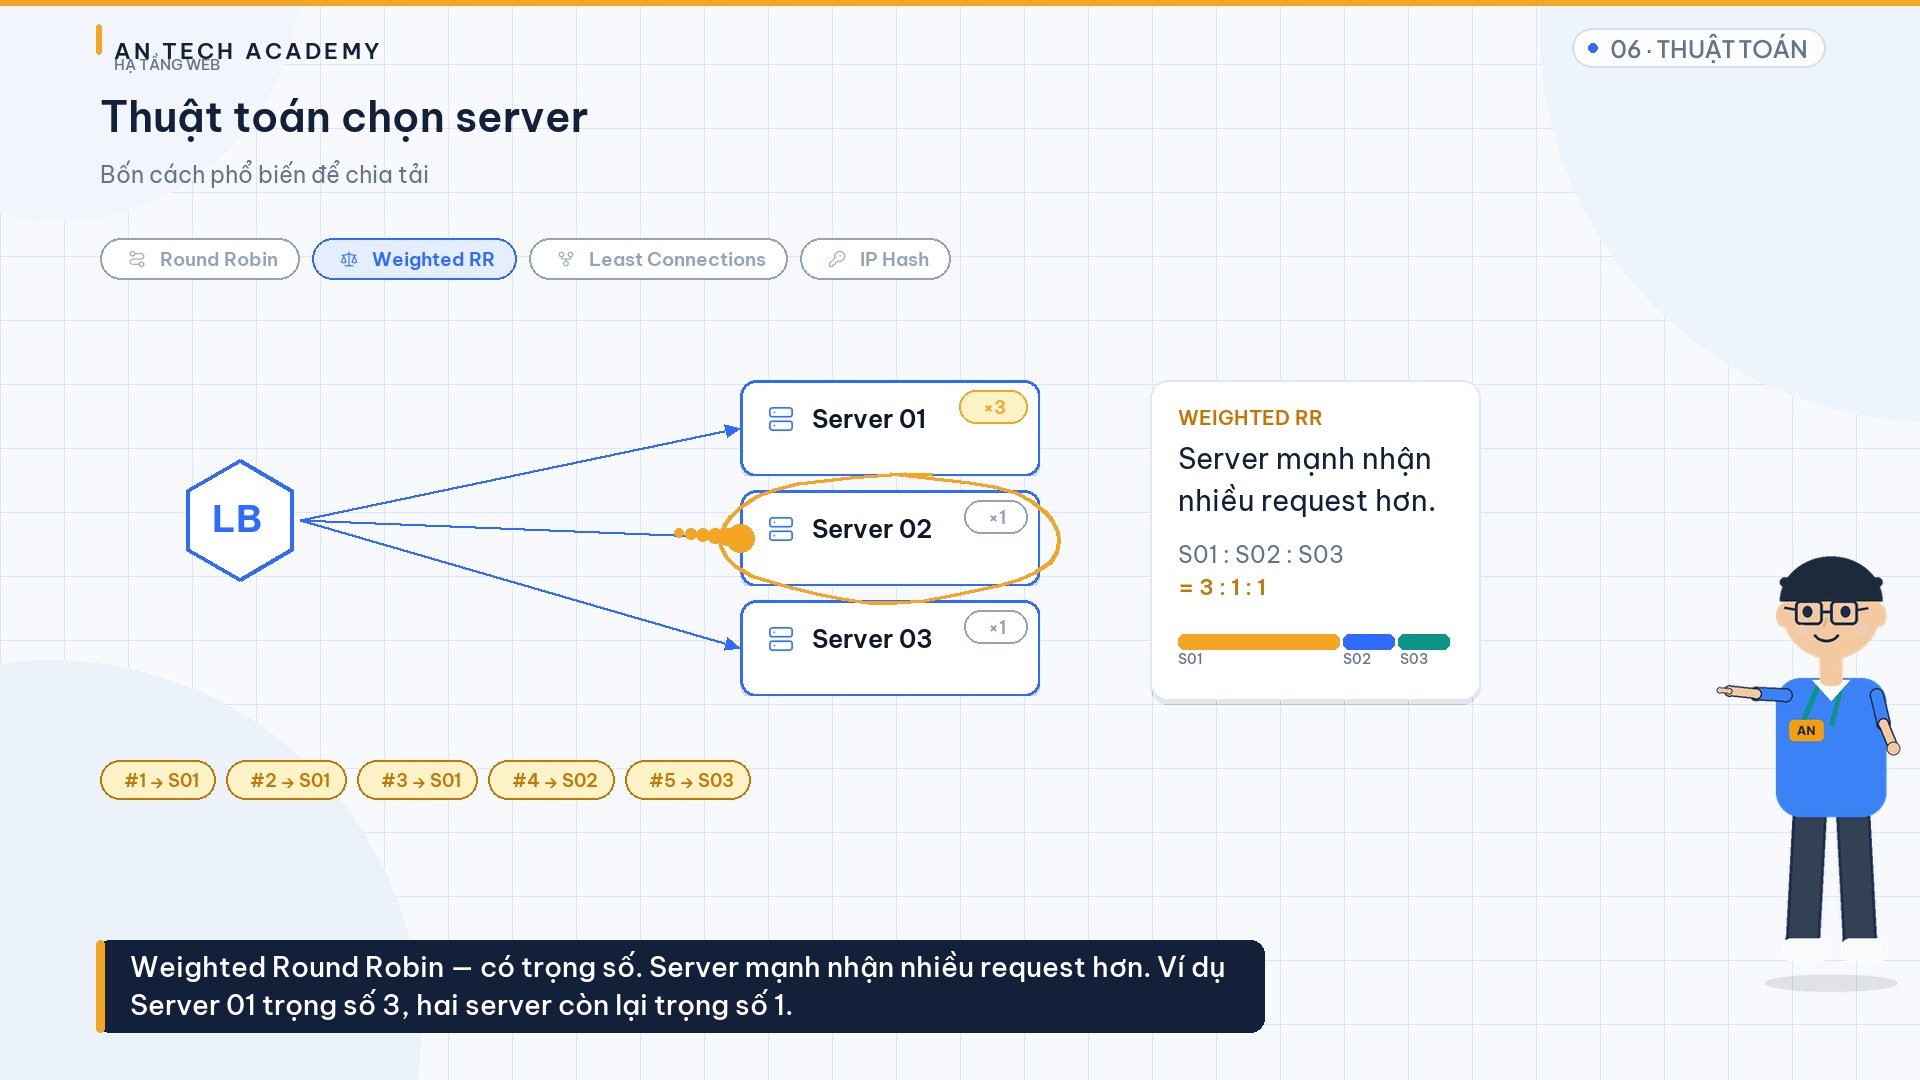 AN TECH ACADEMY
HẠ TẦNG WEB
06 · THUẬT TOÁN
Thuật toán chọn server
Bốn cách phổ biến để chia tải
Round Robin
Weighted RR
Least Connections
IP Hash
LB
Server 01
×3
Server 02
×1
Server 03
×1
WEIGHTED RR
Server mạnh nhận
nhiều request hơn.
S01 : S02 : S03
= 3 : 1 : 1
S01
S02
S03
AN
#1 → S01
#2 → S01
#3 → S01
#4 → S02
#5 → S03
Weighted Round Robin — có trọng số. Server mạnh nhận nhiều request hơn. Ví dụ
Server 01 trọng số 3, hai server còn lại trọng số 1.